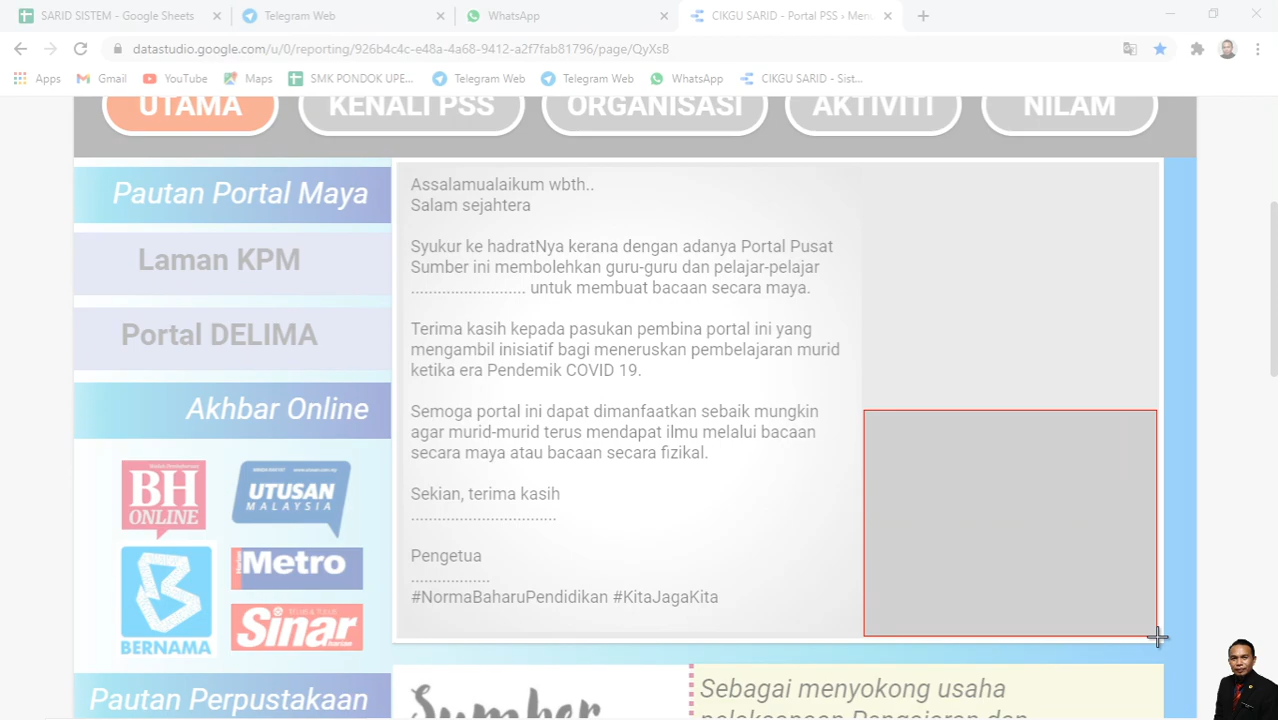 SARID SISTEM - Google Sheets
Telegram Web
WhatsApp
CIKGU SARID - Portal PSS › Menu
datastudio.google.com/u/0/reporting/926b4c4c-e48a-4a68-9412-a2f7fab81796/page/QyXsB
Apps
Gmail
YouTube
Maps
SMK PONDOK UPE...
Telegram Web
Telegram Web
WhatsApp
CIKGU SARID - Sist...
UTAMA
KENALI PSS
ORGANISASI
AKTIVITI
NILAM
Pautan Portal Maya
Laman KPM
Portal DELIMA
Akhbar Online
BH
ONLINE
UTUSAN
MALAYSIA
BERNAMA
Metro
Sinar
Pautan Perpustakaan
Assalamualaikum wbth..
Salam sejahtera
Syukur ke hadratNya kerana dengan adanya Portal Pusat
Sumber ini membolehkan guru-guru dan pelajar-pelajar
......................... untuk membuat bacaan secara maya.
Terima kasih kepada pasukan pembina portal ini yang
mengambil inisiatif bagi meneruskan pembelajaran murid
ketika era Pendemik COVID 19.
Semoga portal ini dapat dimanfaatkan sebaik mungkin
agar murid-murid terus mendapat ilmu melalui bacaan
secara maya atau bacaan secara fizikal.
Sekian, terima kasih
................................
Pengetua
.................
#NormaBaharuPendidikan #KitaJagaKita
Sumber
Sebagai menyokong usaha
pelaksanaan Pengajaran dan